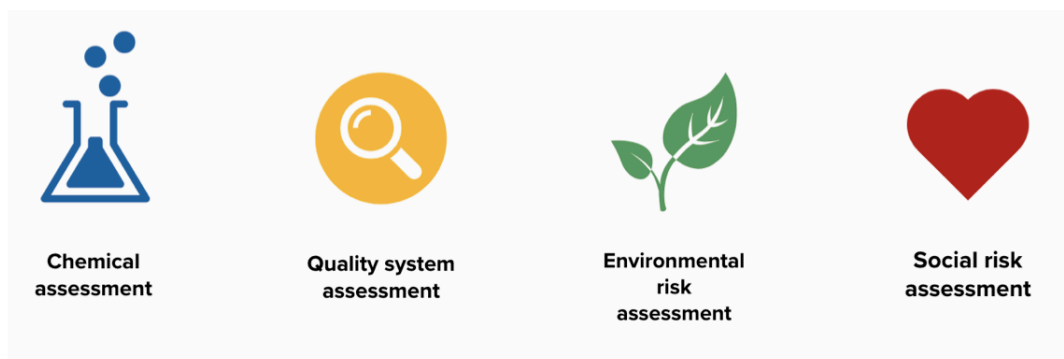 Chemical
assessment
Quality system
assessment
Environmental
risk
assessment
Social risk
assessment